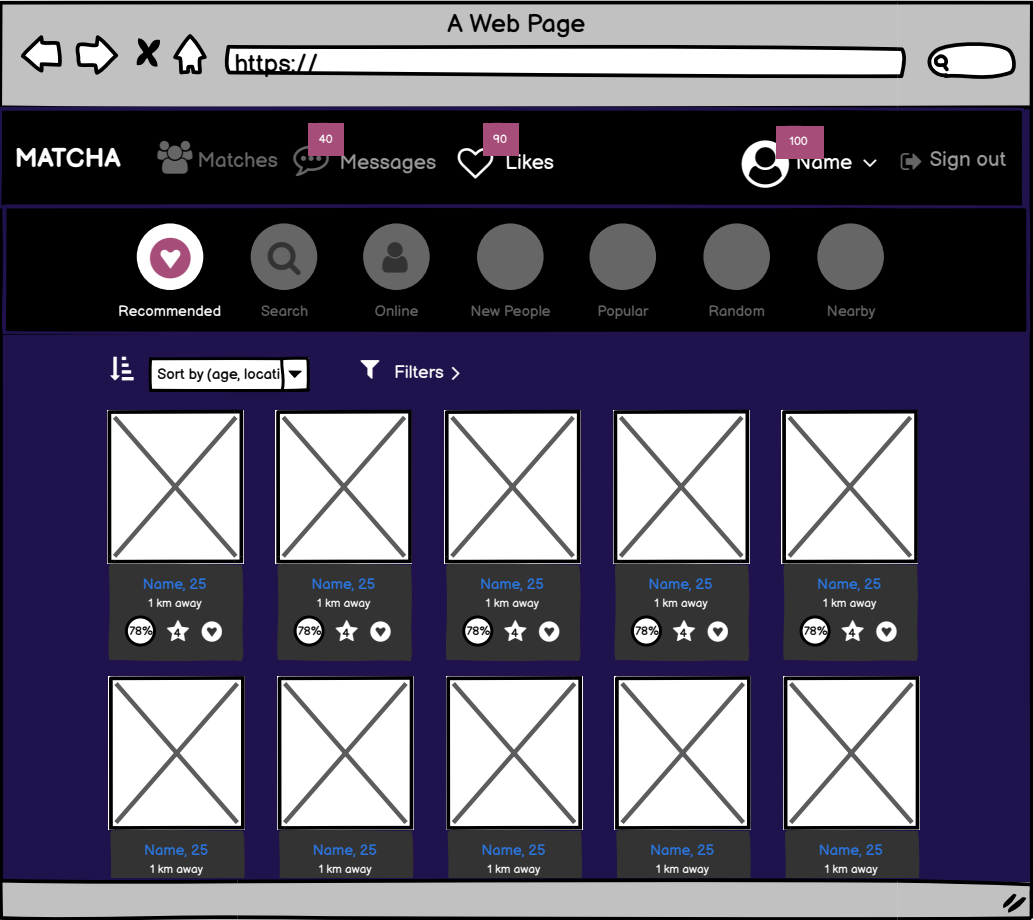 A Web Page
https://
MATCHA Matches 40 Messages 90 Likes 100 Name Sign out
Recommended Search Online New People Popular Random Nearby
Sort by (age, locati Filters
Name, 25 Name, 25 Name, 25 Name, 25 Name, 25
1 km away 1 km away 1 km away 1 km away 1 km away
78% 4 78% 4 78% 4 78% 4 78% 4
Name, 25 Name, 25 Name, 25 Name, 25 Name, 25
1 km away 1 km away 1 km away 1 km away 1 km away